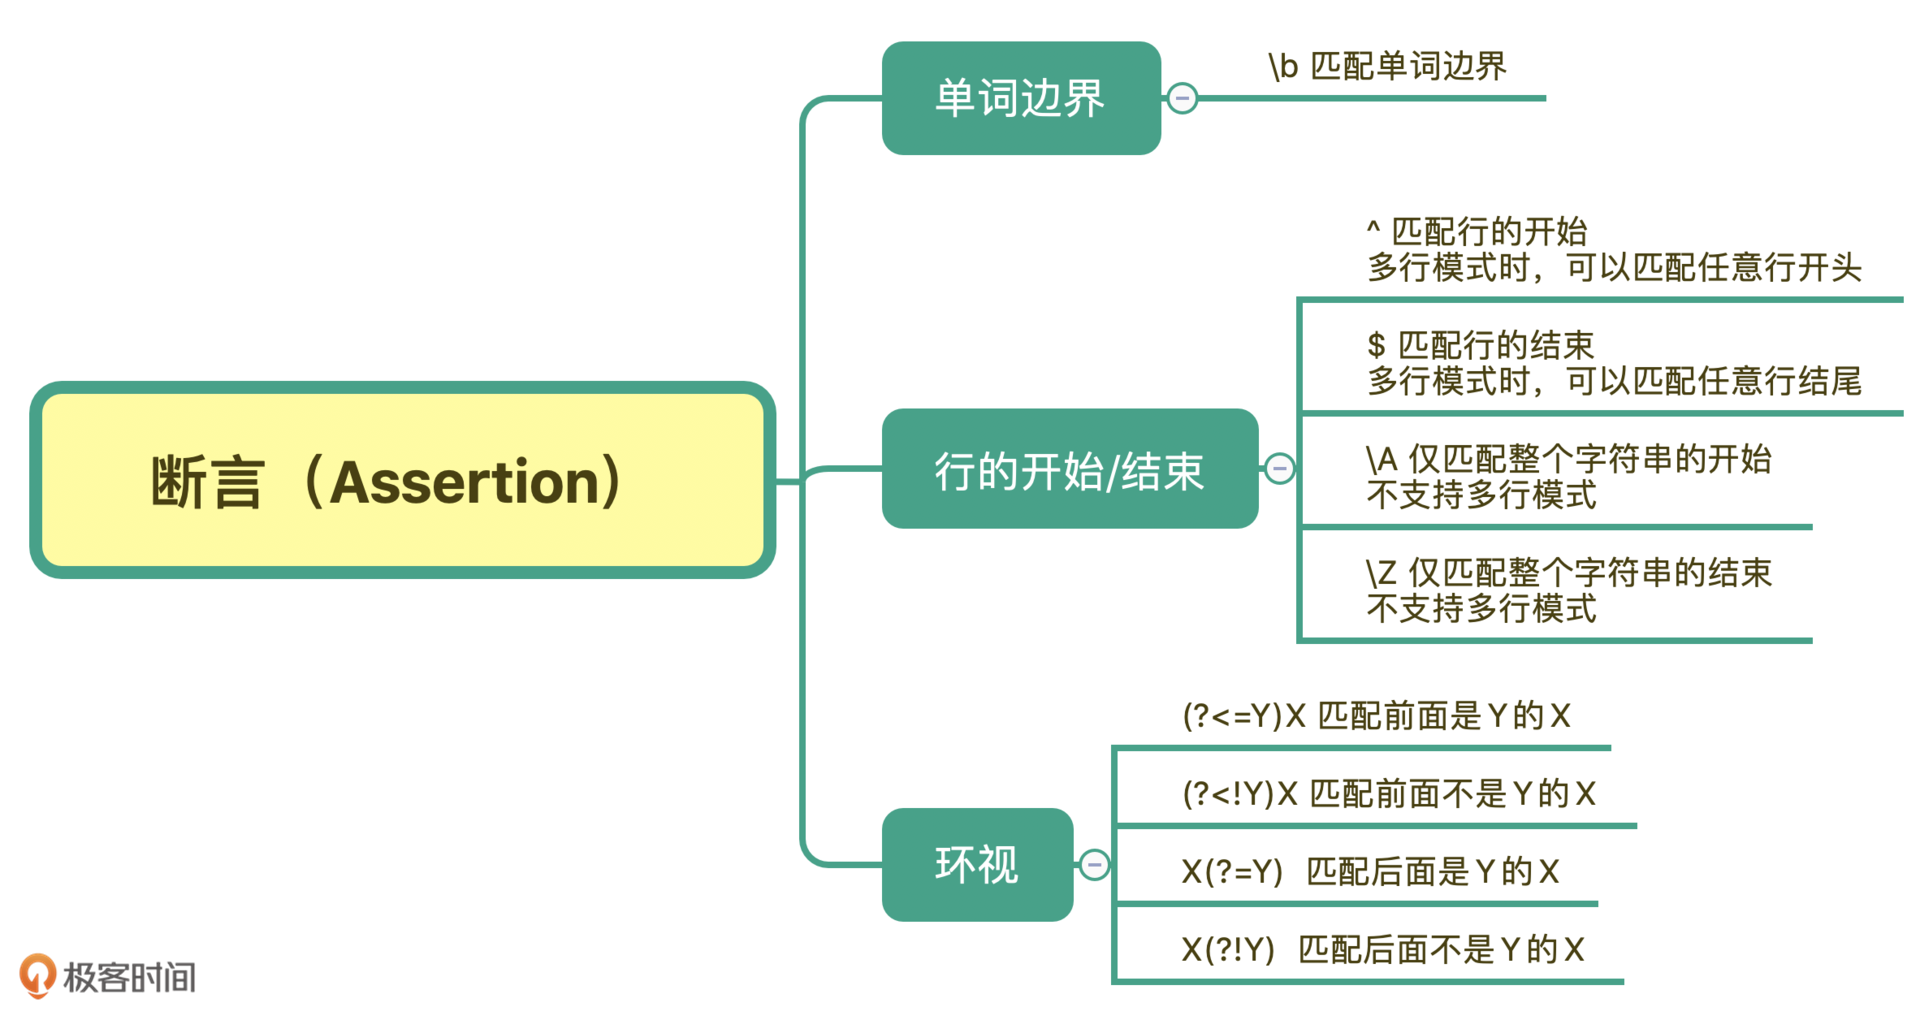 断言（Assertion）
单词边界
\b 匹配单词边界
行的开始/结束
^ 匹配行的开始
多行模式时，可以匹配任意行开头
$ 匹配行的结束
多行模式时，可以匹配任意行结尾
\A 仅匹配整个字符串的开始
不支持多行模式
\Z 仅匹配整个字符串的结束
不支持多行模式
环视
(?<=Y)X 匹配前面是 Y 的 X
(?<!Y)X 匹配前面不是 Y 的 X
X(?=Y) 匹配后面是 Y 的 X
X(?!Y) 匹配后面不是 Y 的 X
极客时间